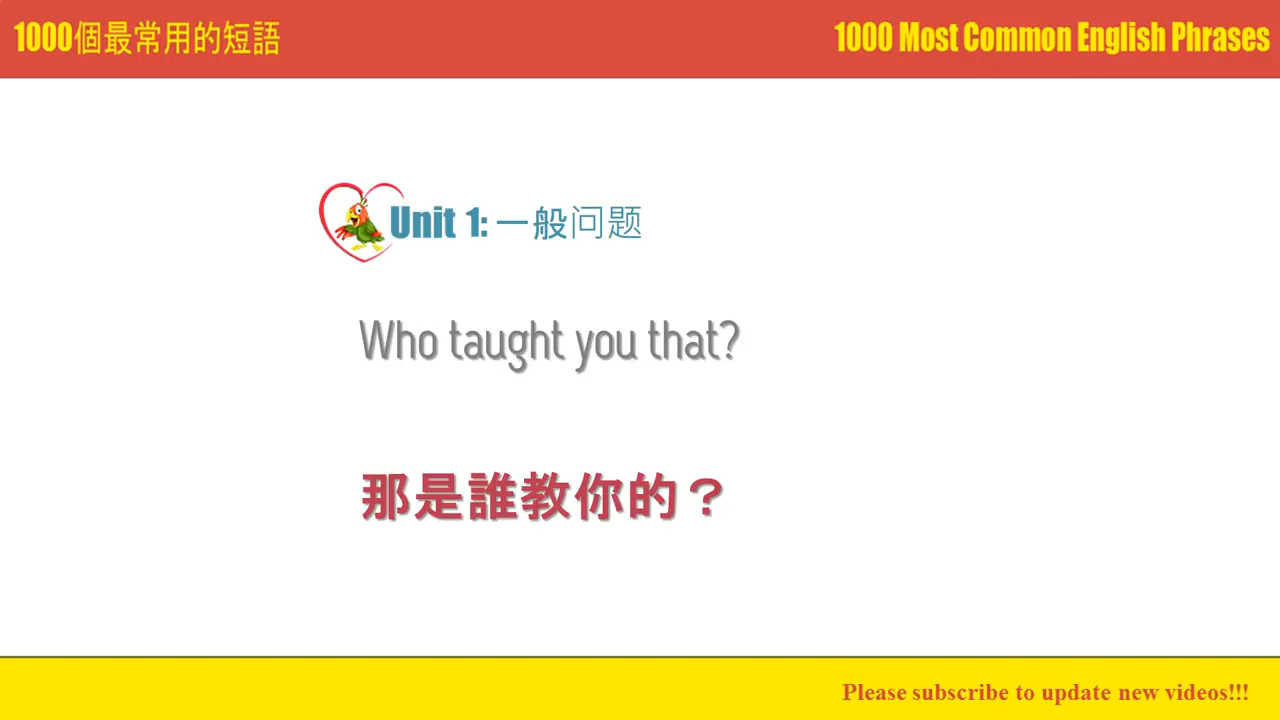 1000個最常用的短語
1000 Most Common English Phrases
Unit 1: 一般问题
Who taught you that?
那是誰教你的？
Please subscribe to update new videos!!!